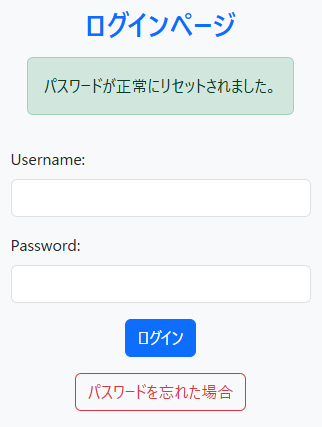 ログインページ
パスワードが正常にリセットされました。
Username:
Password:
ログイン
パスワードを忘れた場合